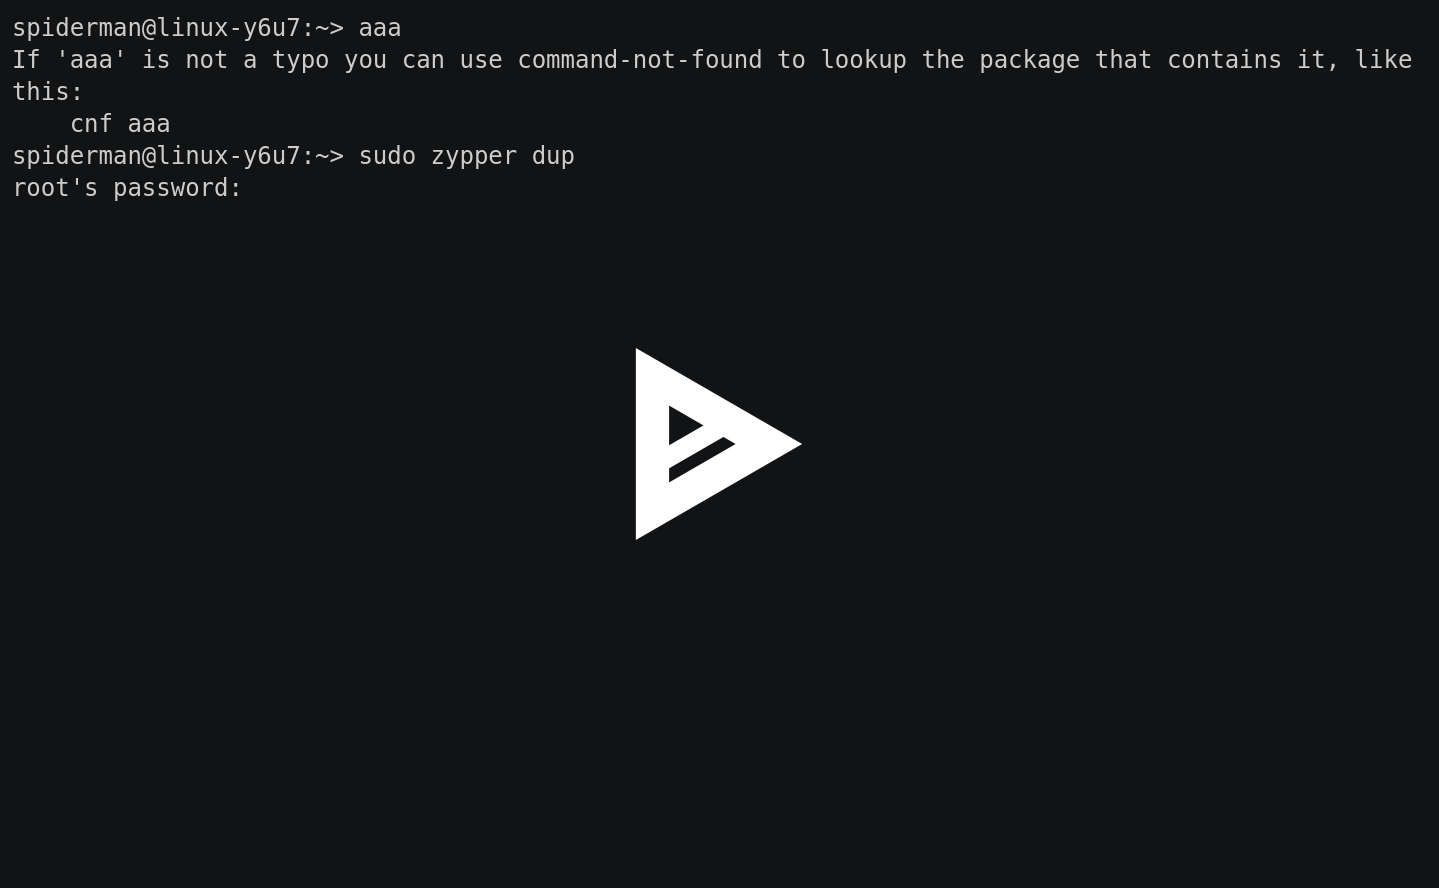 spiderman@linux-y6u7:~> aaa
If 'aaa' is not a typo you can use command-not-found to lookup the package that contains it, like
this:
    cnf aaa
spiderman@linux-y6u7:~> sudo zypper dup
root's password: